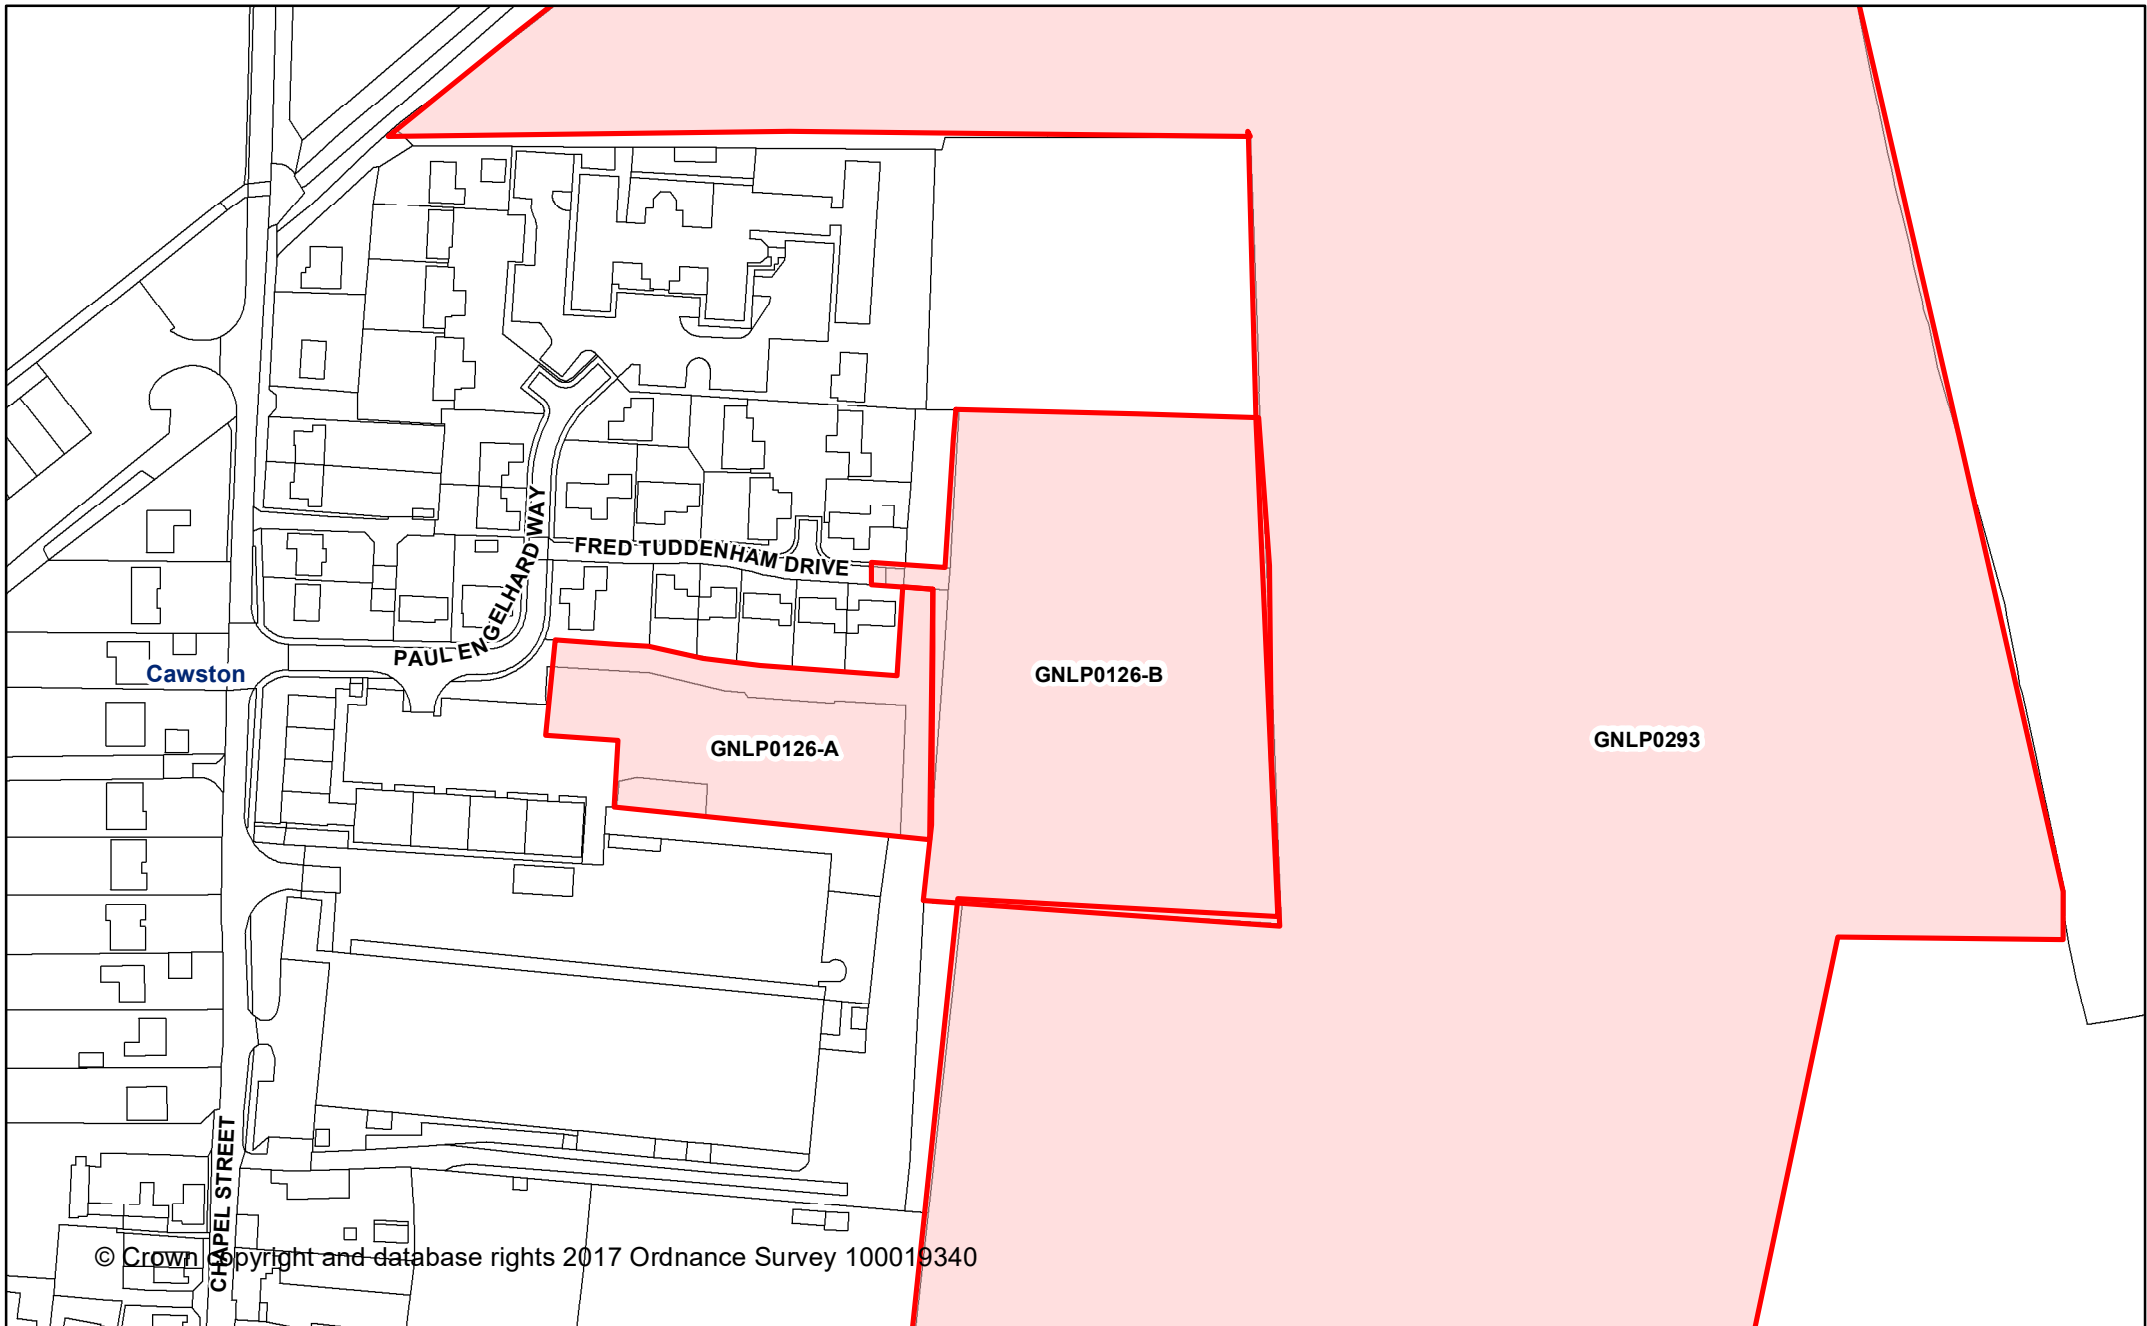 FRED TUDDENHAM DRIVE
PAUL ENGELHARD WAY
Cawston
GNLP0126-B
GNLP0126-A
GNLP0293
CHAPEL STREET
© Crown copyright and database rights 2017 Ordnance Survey 100019340